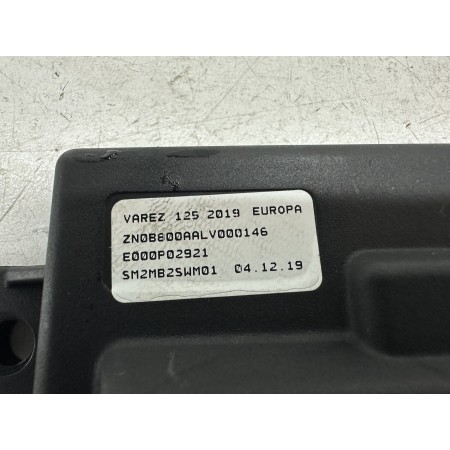 VAREZ 125 2019 EUROPA
ZN0B600AALV000146
E000P02921
SM2MB2SWM01 04.12.19